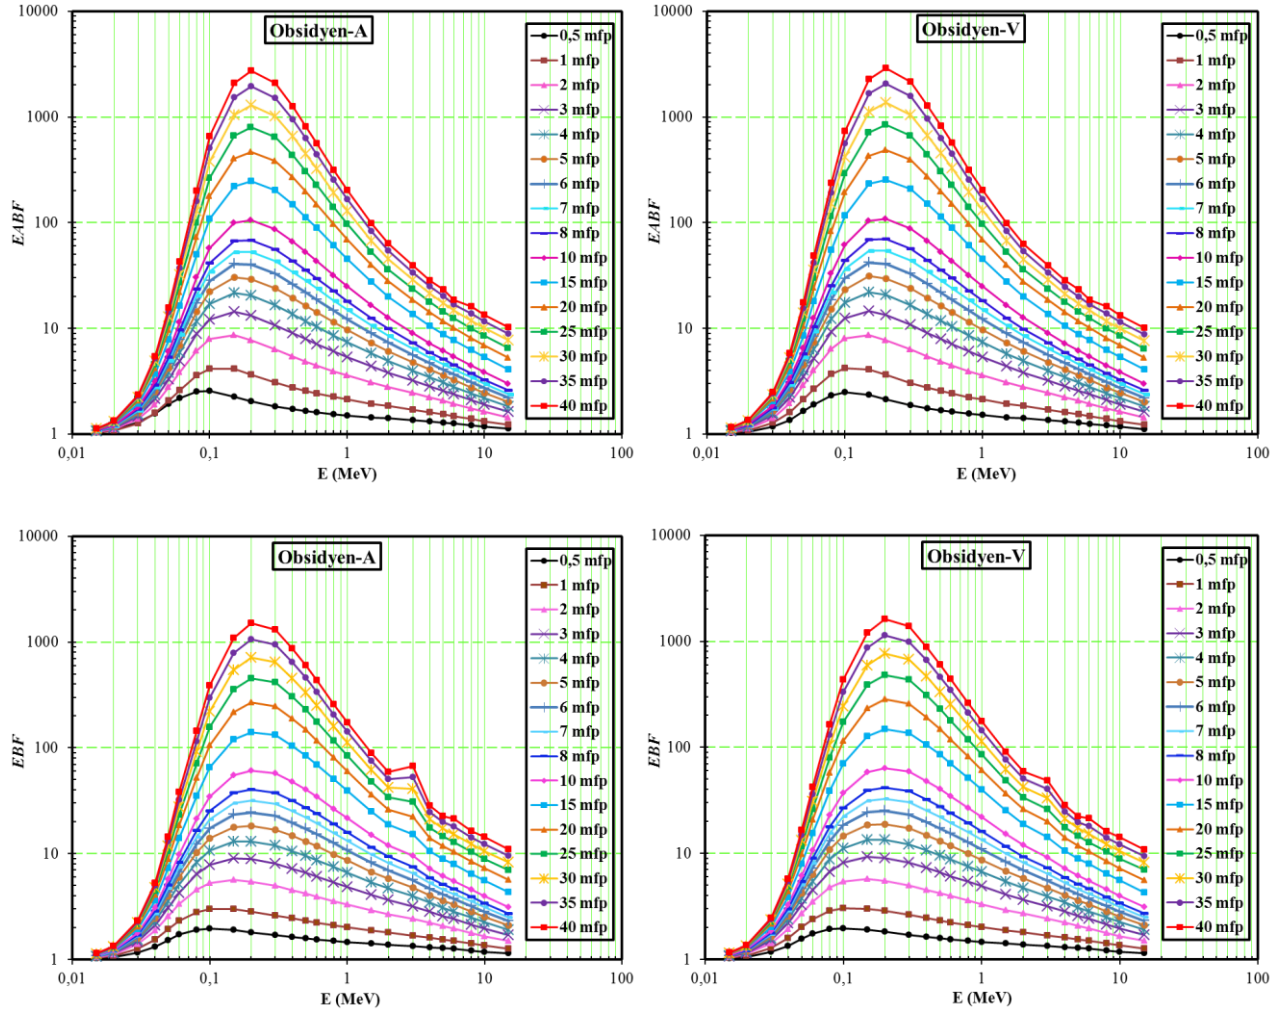 10000
1000
100
10
1
EABF
Obsidyen-A
0,5 mfp
1 mfp
2 mfp
3 mfp
4 mfp
5 mfp
6 mfp
7 mfp
8 mfp
10 mfp
15 mfp
20 mfp
25 mfp
30 mfp
35 mfp
40 mfp
0,01
0,1
1
10
100
E (MeV)
10000
1000
100
10
1
EABF
Obsidyen-V
0,5 mfp
1 mfp
2 mfp
3 mfp
4 mfp
5 mfp
6 mfp
7 mfp
8 mfp
10 mfp
15 mfp
20 mfp
25 mfp
30 mfp
35 mfp
40 mfp
0,01
0,1
1
10
100
E (MeV)
10000
1000
100
10
1
EBF
Obsidyen-A
0,5 mfp
1 mfp
2 mfp
3 mfp
4 mfp
5 mfp
6 mfp
7 mfp
8 mfp
10 mfp
15 mfp
20 mfp
25 mfp
30 mfp
35 mfp
40 mfp
0,01
0,1
1
10
100
E (MeV)
10000
1000
100
10
1
EBF
Obsidyen-V
0,5 mfp
1 mfp
2 mfp
3 mfp
4 mfp
5 mfp
6 mfp
7 mfp
8 mfp
10 mfp
15 mfp
20 mfp
25 mfp
30 mfp
35 mfp
40 mfp
0,01
0,1
1
10
100
E (MeV)